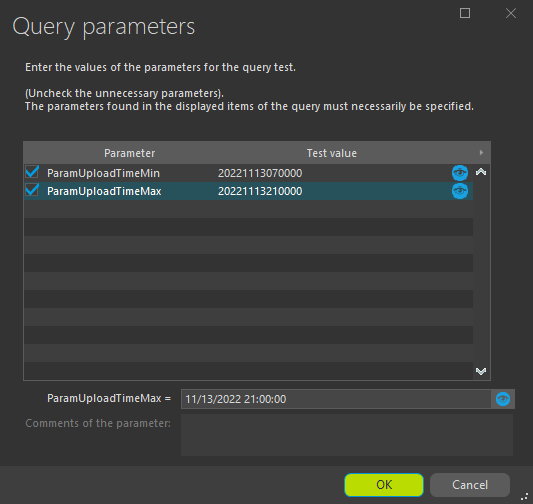 Query parameters
Enter the values of the parameters for the query test.
(Uncheck the unnecessary parameters).
The parameters found in the displayed items of the query must necessarily be specified.
Parameter Test value
ParamUploadTimeMin 20221113070000
ParamUploadTimeMax 20221113210000
ParamUploadTimeMax = 11/13/2022 21:00:00
Comments of the parameter:
OK Cancel